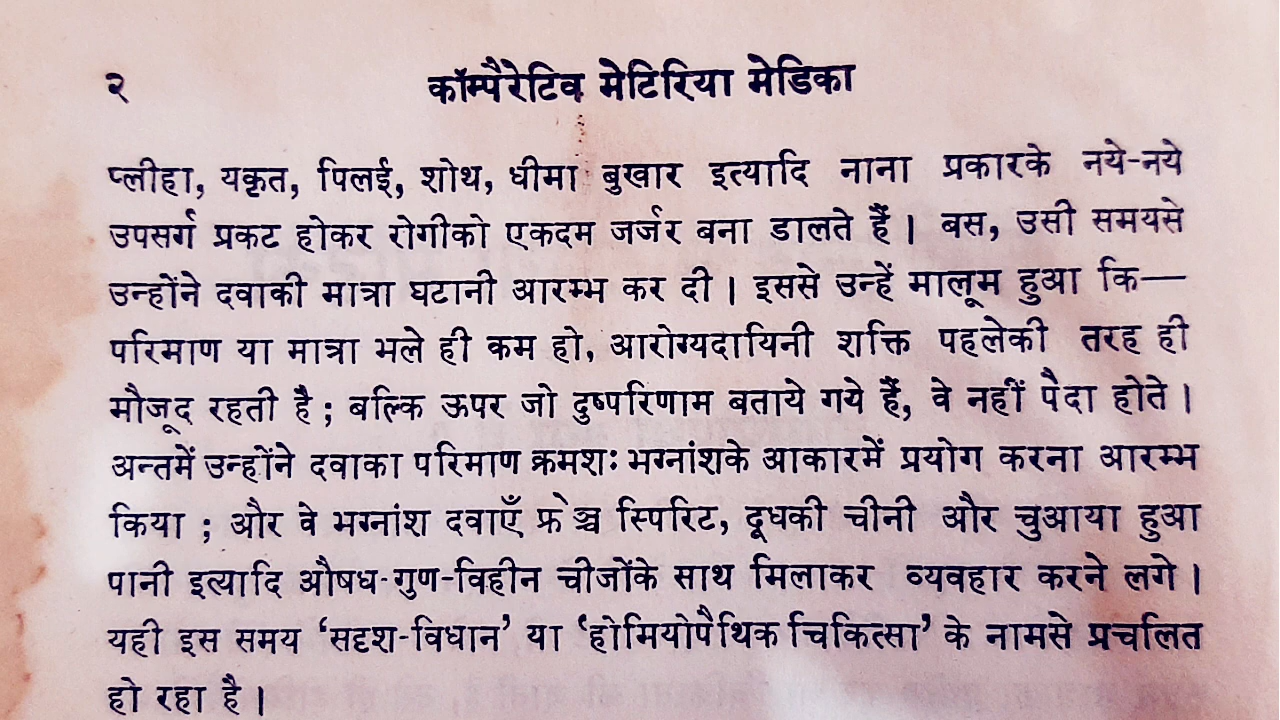 २ कॉम्पैरेटिव मेटिरिया मेडिका
प्लीहा, यकृत, पिलई, शोथ, धीमा बुखार इत्यादि नाना प्रकारके नये-नये
उपसर्ग प्रकट होकर रोगीको एकदम जर्जर बना डालते हैं। बस, उसी समयसे
उन्होंने दवाकी मात्रा घटानी आरम्भ कर दी। इससे उन्हें मालूम हुआ कि—
परिमाण या मात्रा भले ही कम हो, आरोग्यदायिनी शक्ति पहलेकी तरह ही
मौजूद रहती है; बल्कि ऊपर जो दुष्परिणाम बताये गये हैं, वे नहीं पैदा होते।
अन्तमें उन्होंने दवाका परिमाण क्रमशः भग्नांशके आकारमें प्रयोग करना आरम्भ
किया; और वे भग्नांश दवाएँ फ्रेञ्च स्पिरिट, दूधकी चीनी और चुआया हुआ
पानी इत्यादि औषध-गुण-विहीन चीजोंके साथ मिलाकर व्यवहार करने लगे।
यही इस समय ‘सदृश-विधान’ या ‘होमियोपैथिक चिकित्सा’ के नामसे प्रचलित
हो रहा है।